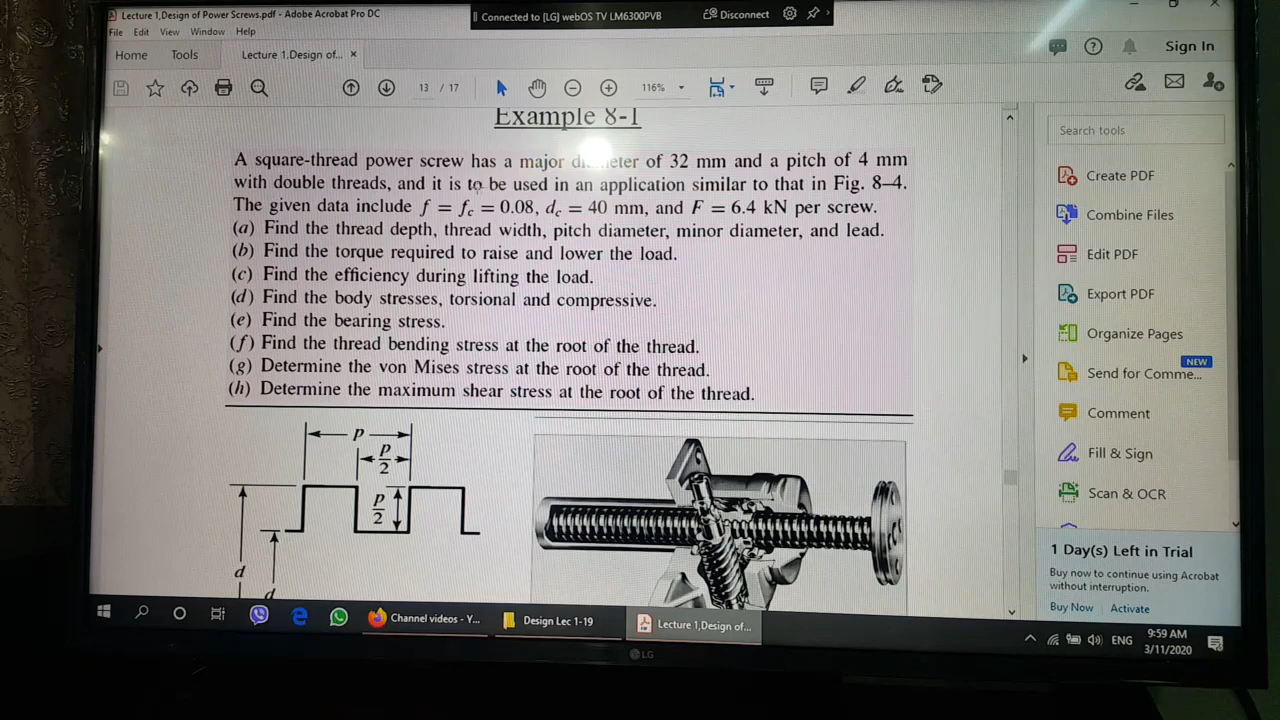 Lecture 1,Design of Power Screws.pdf - Adobe Acrobat Pro DC
Connected to [LG] webOS TV LM6300PVB
Disconnect
File Edit View Window Help
Home Tools Lecture 1,Design of... ×
Sign In
13 / 17
116%
Example 8-1
A square-thread power screw has a major of 32 mm and a pitch of 4 mm
with double threads, and it is to be used in an application similar to that in Fig. 8–4.
The given data include f = fc = 0.08, dc = 40 mm, and F = 6.4 kN per screw.
(a) Find the thread depth, thread width, pitch diameter, minor diameter, and lead.
(b) Find the torque required to raise and lower the load.
(c) Find the efficiency during lifting the load.
(d) Find the body stresses, torsional and compressive.
(e) Find the bearing stress.
(f) Find the thread bending stress at the root of the thread.
(g) Determine the von Mises stress at the root of the thread.
(h) Determine the maximum shear stress at the root of the thread.
p
p
2
p
2
d
Search tools
Create PDF
Combine Files
Edit PDF
Export PDF
Organize Pages
NEW
Send for Comme...
Comment
Fill & Sign
Scan & OCR
1 Day(s) Left in Trial
Buy now to continue using Acrobat
without interruption.
Buy Now Activate
Channel videos - Y...
Design Lec 1-19
Lecture 1,Design of...
ENG
9:59 AM
3/11/2020
LG